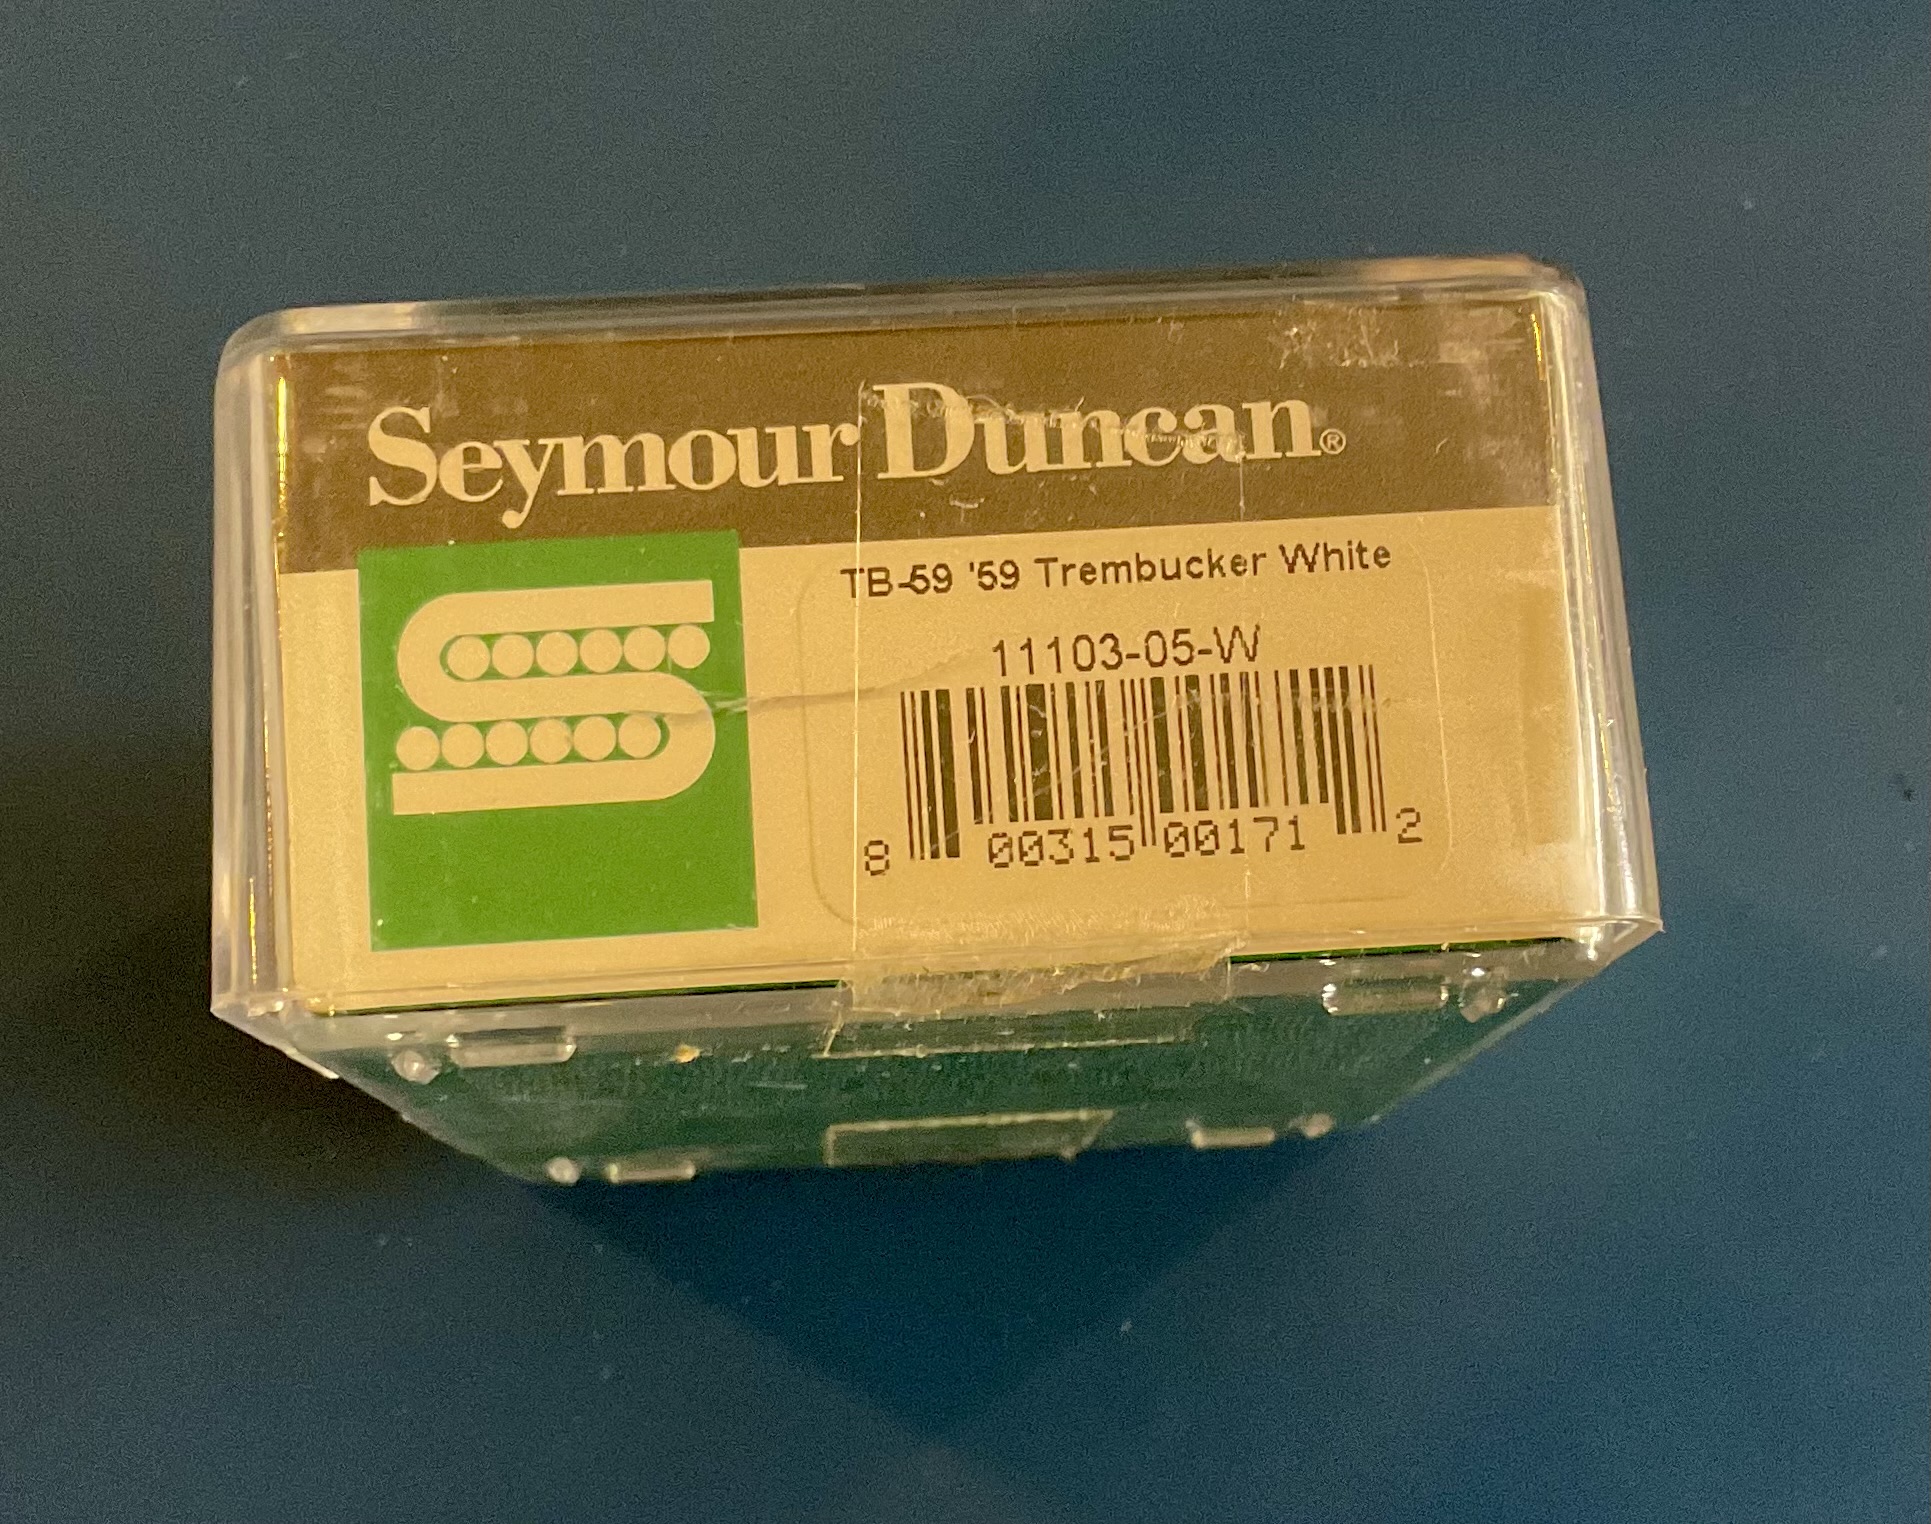 Seymour Duncan®
TB-59 '59 Trembucker White
11103-05-W
8 00315 00171 2